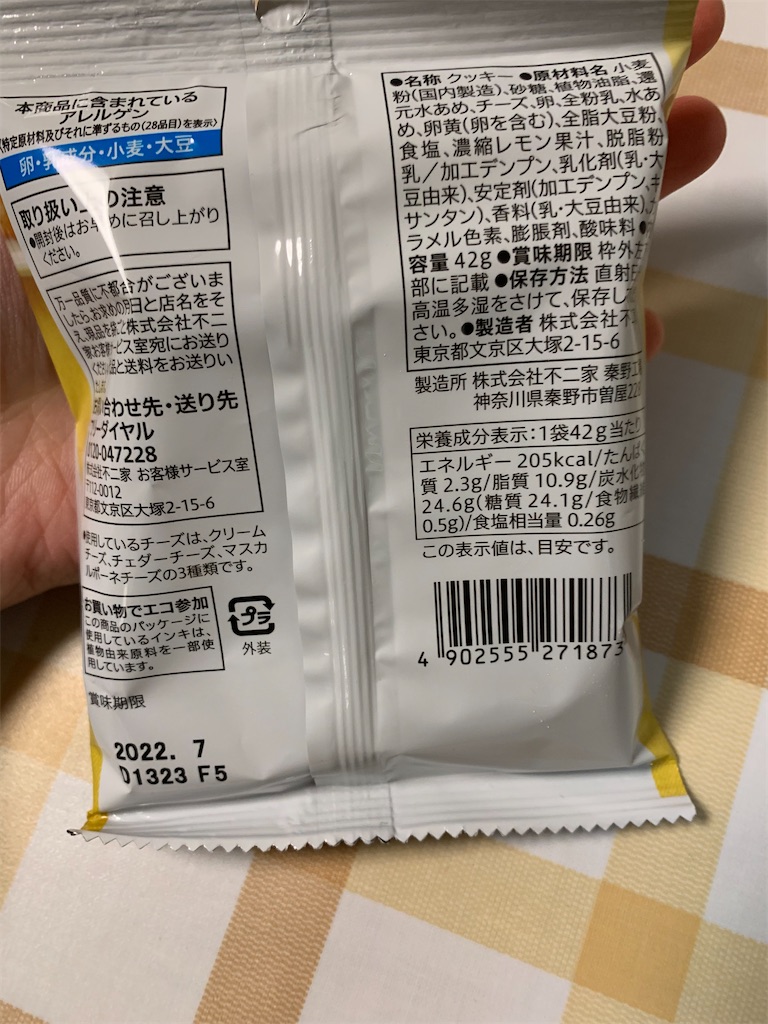 本商品に含まれている
アレルゲン
(特定原材料及びそれに準ずるもの(28品目)を表示)
卵・乳成分・小麦・大豆
取り扱い上の注意
●開封後はお早めに召し上がり
ください。
万一品質に不都合がございま
したら、お求めの月日と店名をそ
え、現品を
株式会社不二
サービス室宛にお送り
品と送料をお送りい
合わせ先・送り先
フリーダイヤル
0120-047228
株式会社不二家 お客様サービス室
〒112-0012
東京都文京区大塚2-15-6
●使用しているチーズは、クリーム
チーズ、チェダーチーズ、マスカ
ルポーネチーズの3種類です。
お買い物でエコ参加
この商品のパッケージに
使用しているインキは、
植物由来原料を一部使
用しています。
プラ
外装
賞味期限
2022. 7
D1323 F5
●名称 クッキー ●原材料名 小麦
粉(国内製造)、砂糖、植物油脂、還
元水あめ、チーズ、卵、全粉乳、水あ
め、卵黄(卵を含む)、全脂大豆粉、
食塩、濃縮レモン果汁、脱脂粉
乳/加工デンプン、乳化剤(乳・大
豆由来)、安定剤(加工デンプン、キ
サンタン)、香料(乳・大豆由来)、カ
ラメル色素、膨脹剤、酸味料
容量 42g ●賞味期限 枠外左
部に記載 ●保存方法 直射日
高温多湿をさけて、保存し
さい。●製造者 株式会社不
東京都文京区大塚2-15-6
製造所 株式会社不二家 秦野工
神奈川県秦野市曽屋
栄養成分表示:1袋42g当たり
エネルギー 205kcal/たんぱく
質 2.3g/脂質 10.9g/炭水化
24.6g(糖質 24.1g/食物繊
0.5g)/食塩相当量 0.26g
この表示値は、目安です。
4 902555 271873